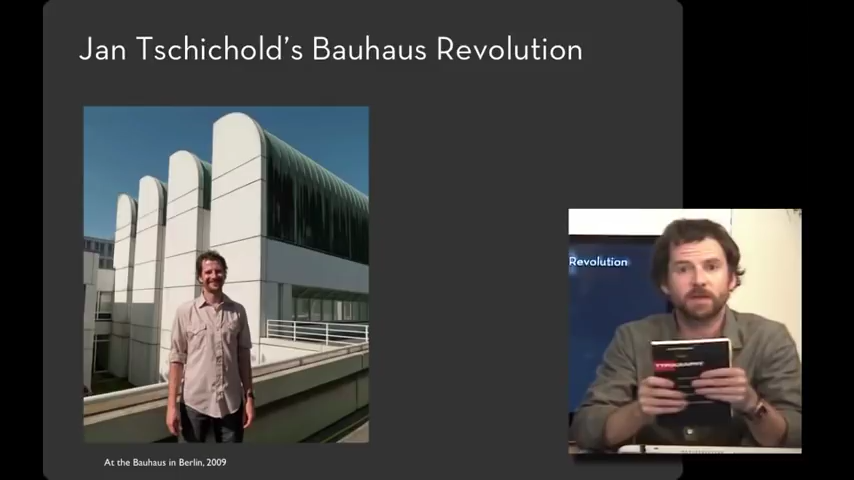 Jan Tschichold's Bauhaus Revolution
Revolution
At the Bauhaus in Berlin, 2009